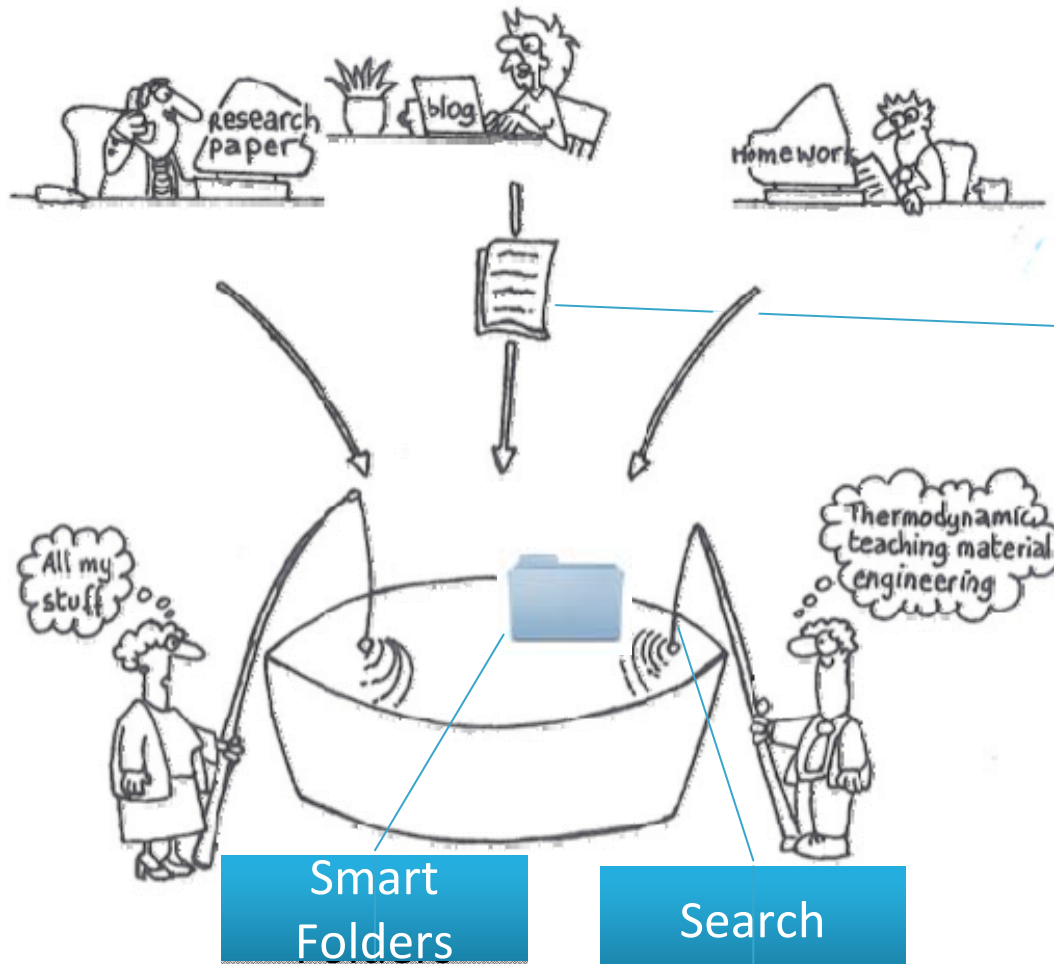 Research
paper
blog
Homework
All my
stuff
Thermodynamic
teaching material
engineering
Smart
Folders
Search